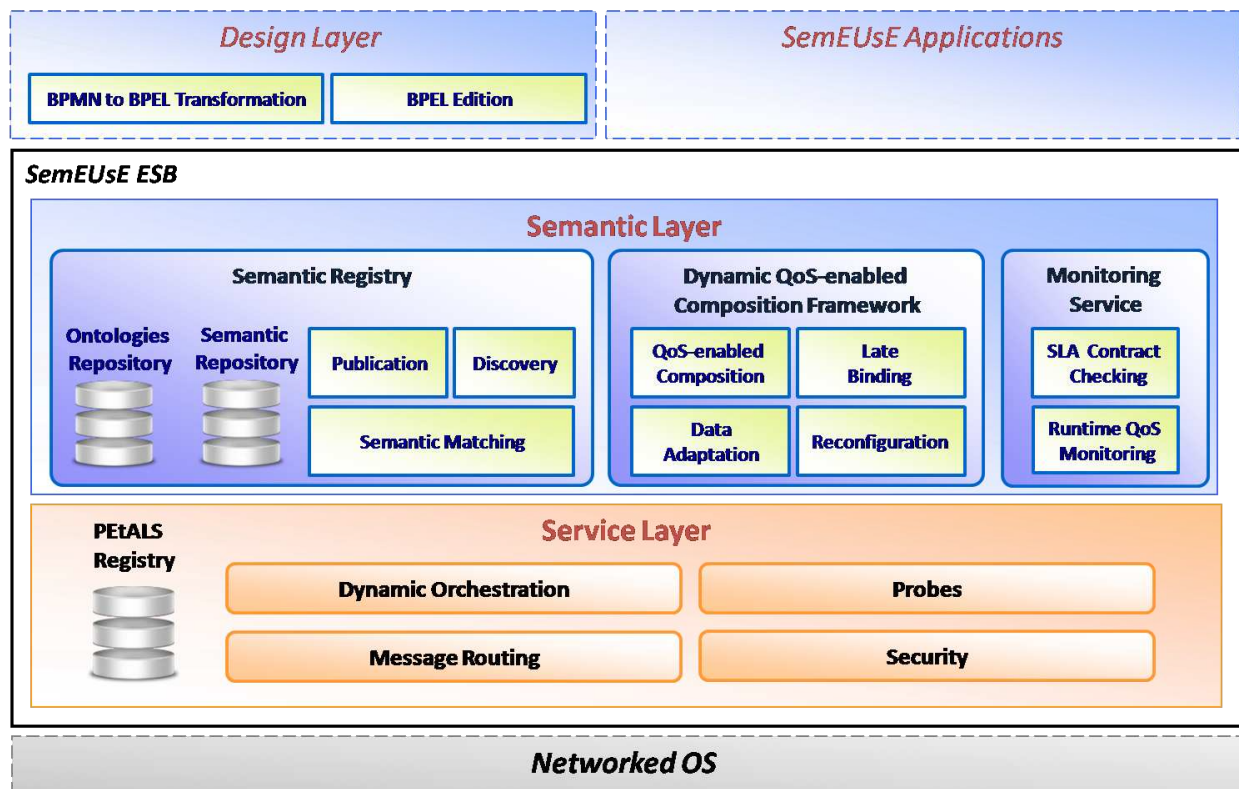 Design Layer
SemEUsE Applications
BPMN to BPEL Transformation
BPEL Edition
SemEUsE ESB
Semantic Layer
Semantic Registry
Ontologies
Repository
Semantic
Repository
Publication
Discovery
Semantic Matching
Dynamic QoS-enabled
Composition Framework
QoS-enabled
Composition
Late
Binding
Data
Adaptation
Reconfiguration
Monitoring
Service
SLA Contract
Checking
Runtime QoS
Monitoring
Service Layer
PEtALS
Registry
Dynamic Orchestration
Probes
Message Routing
Security
Networked OS